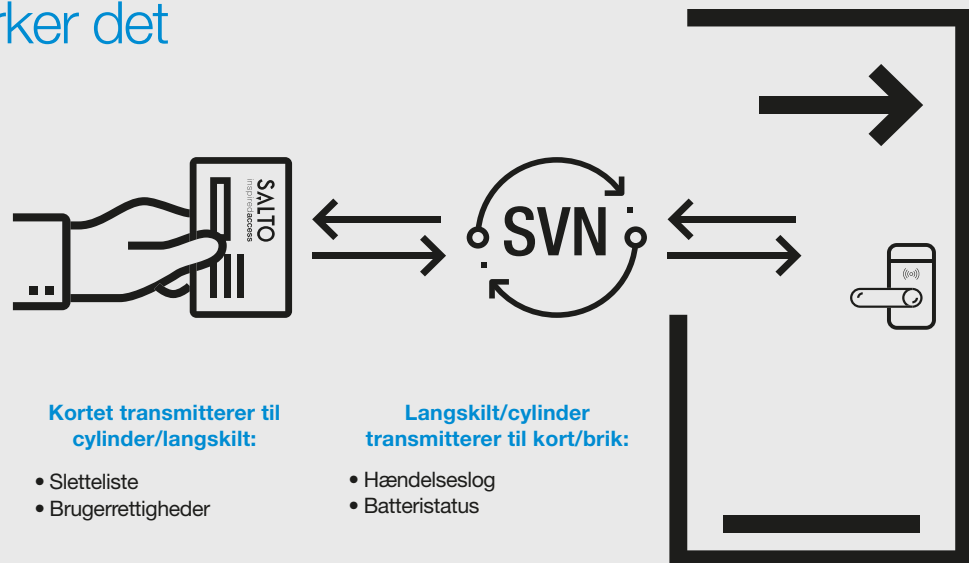 rker det
SALTO
inspiredaccess
SVN
Kortet transmitterer til
cylinder/langskilt:
• Sletteliste
• Brugerrettigheder
Langskilt/cylinder
transmitterer til kort/brik:
• Hændelseslog
• Batteristatus